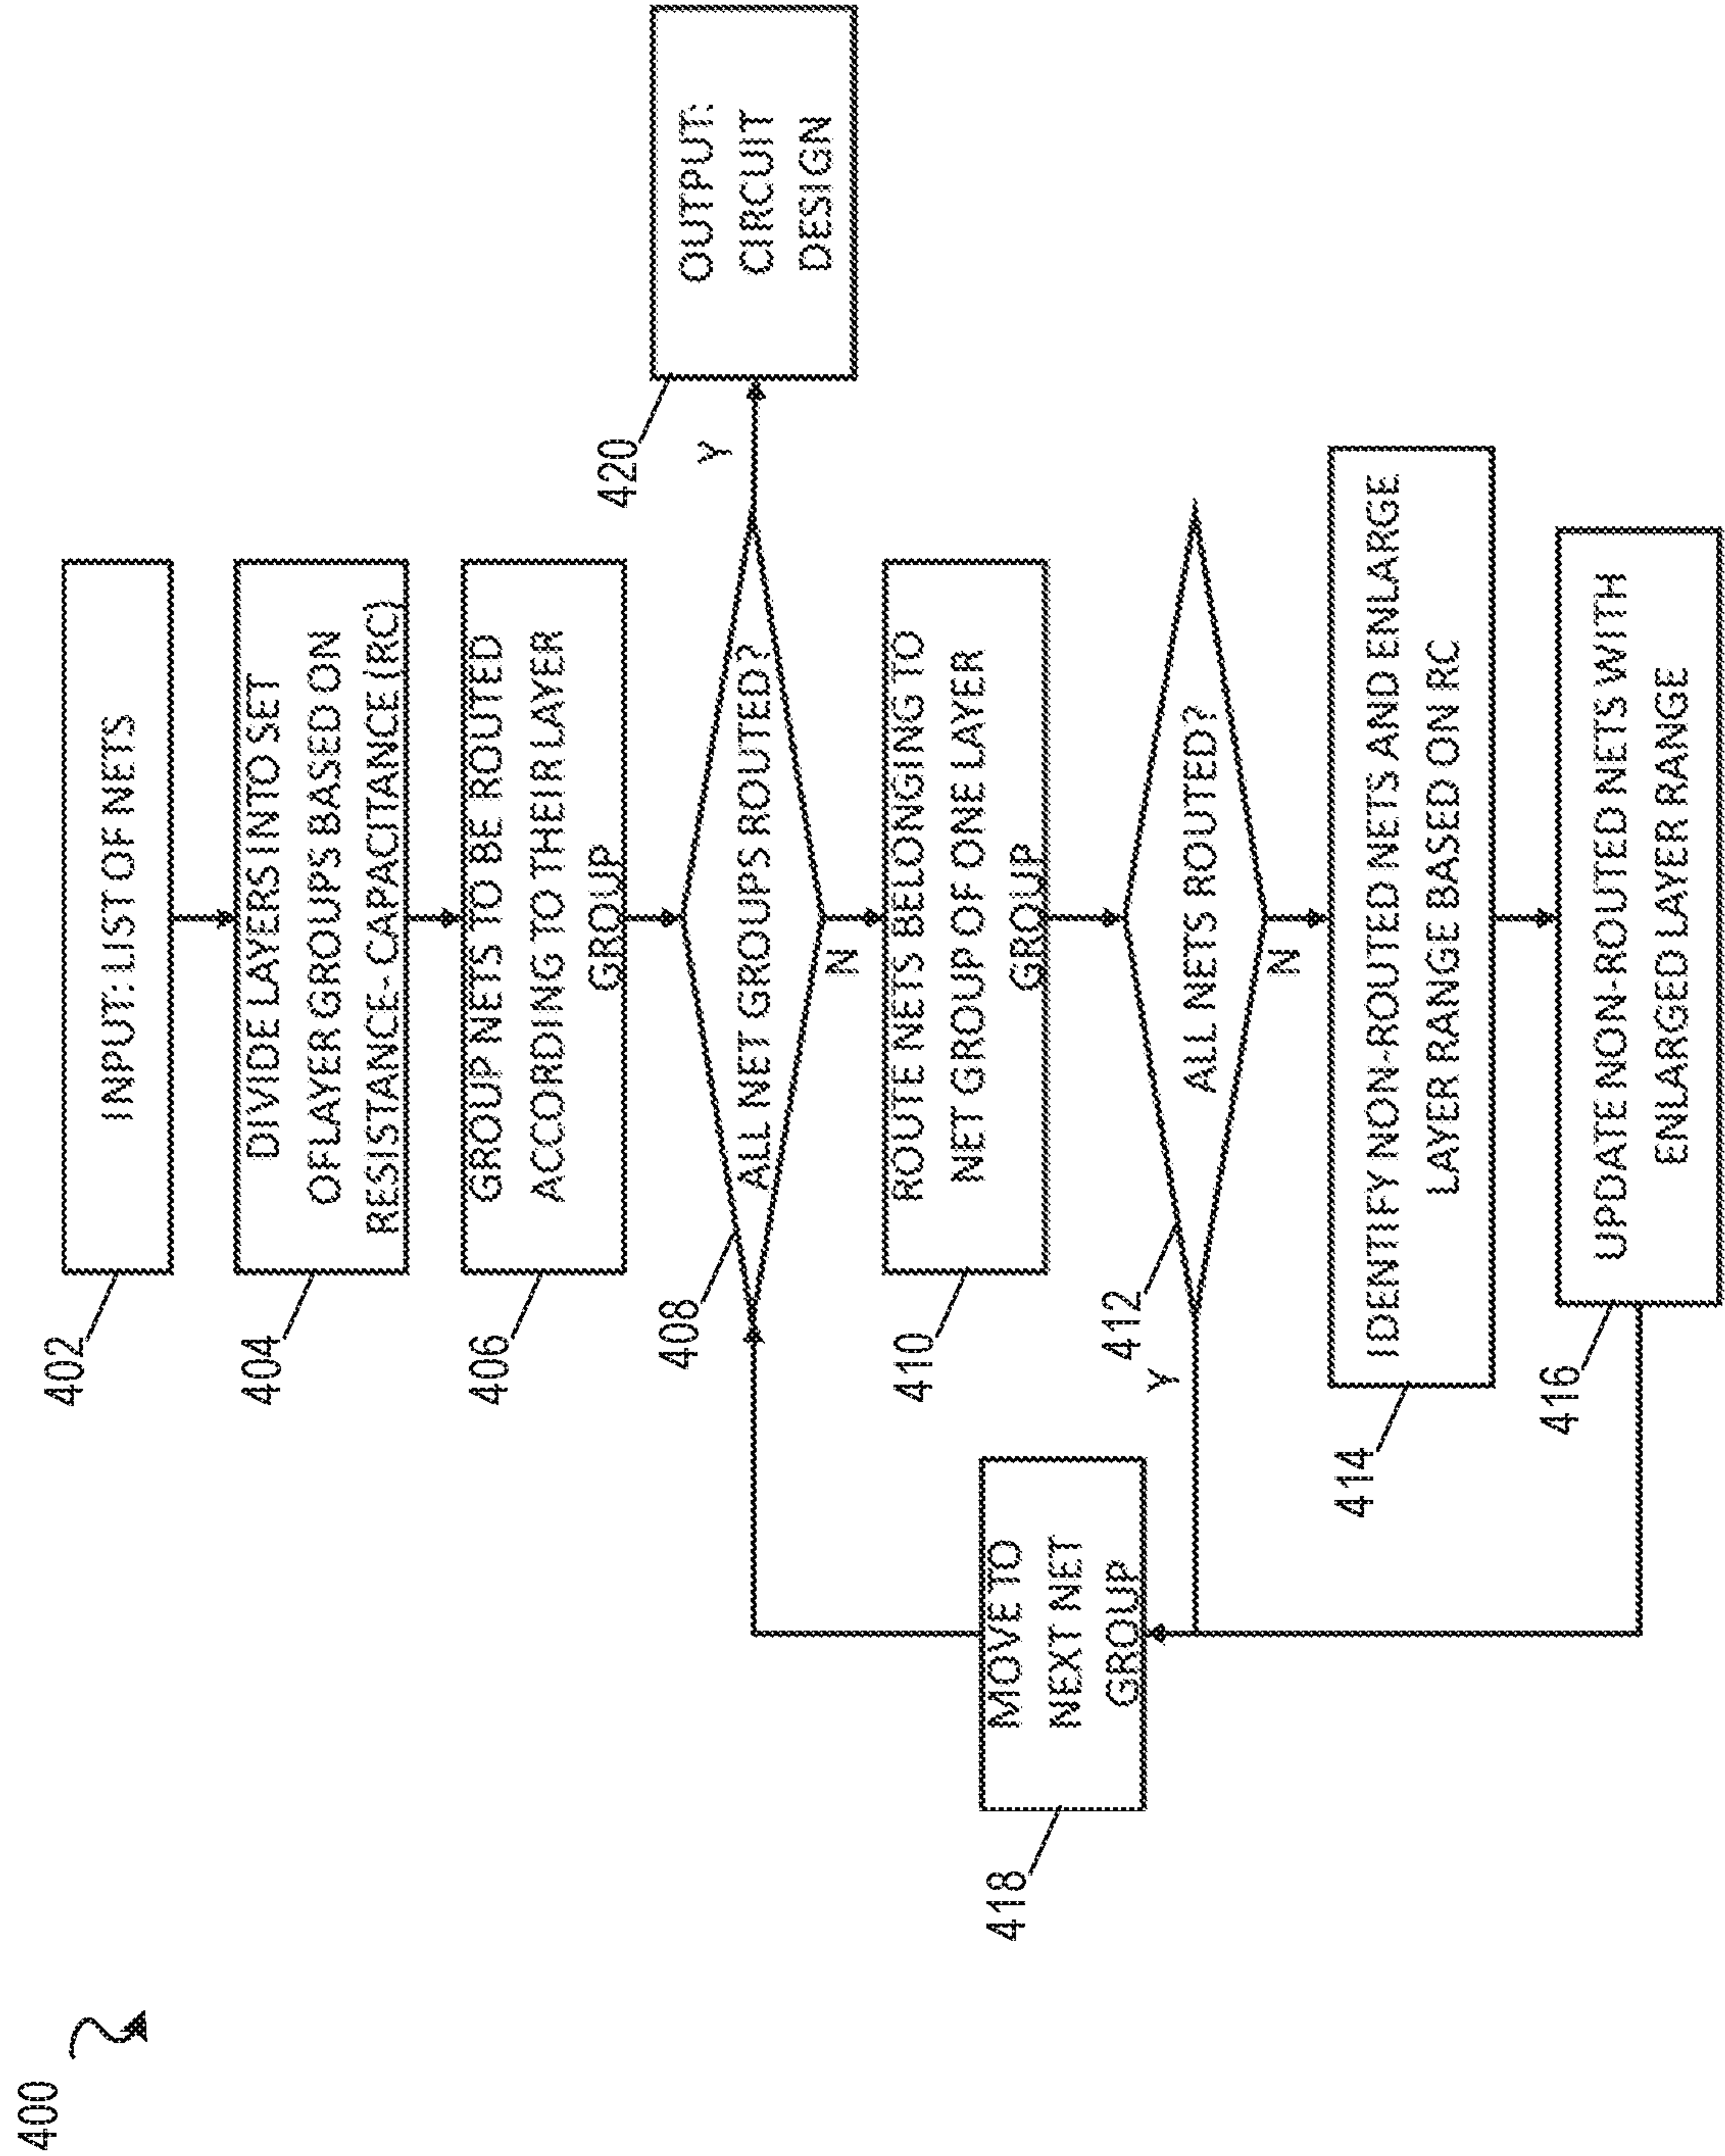 400
402
INPUT: LIST OF NETS
404
DIVIDE LAYERS INTO SET
OF LAYER GROUPS BASED ON
RESISTANCE- CAPACITANCE (RC)
406
GROUP NETS TO BE ROUTED
ACCORDING TO THEIR LAYER
GROUP
408
ALL NET GROUPS ROUTED?
Y
N
420
OUTPUT:
CIRCUIT
DESIGN
410
ROUTE NETS BELONGING TO
NET GROUP OF ONE LAYER
GROUP
418
MOVE TO
NEXT NET
GROUP
412
ALL NETS ROUTED?
Y
N
414
IDENTIFY NON-ROUTED NETS AND ENLARGE
LAYER RANGE BASED ON RC
416
UPDATE NON-ROUTED NETS WITH
ENLARGED LAYER RANGE